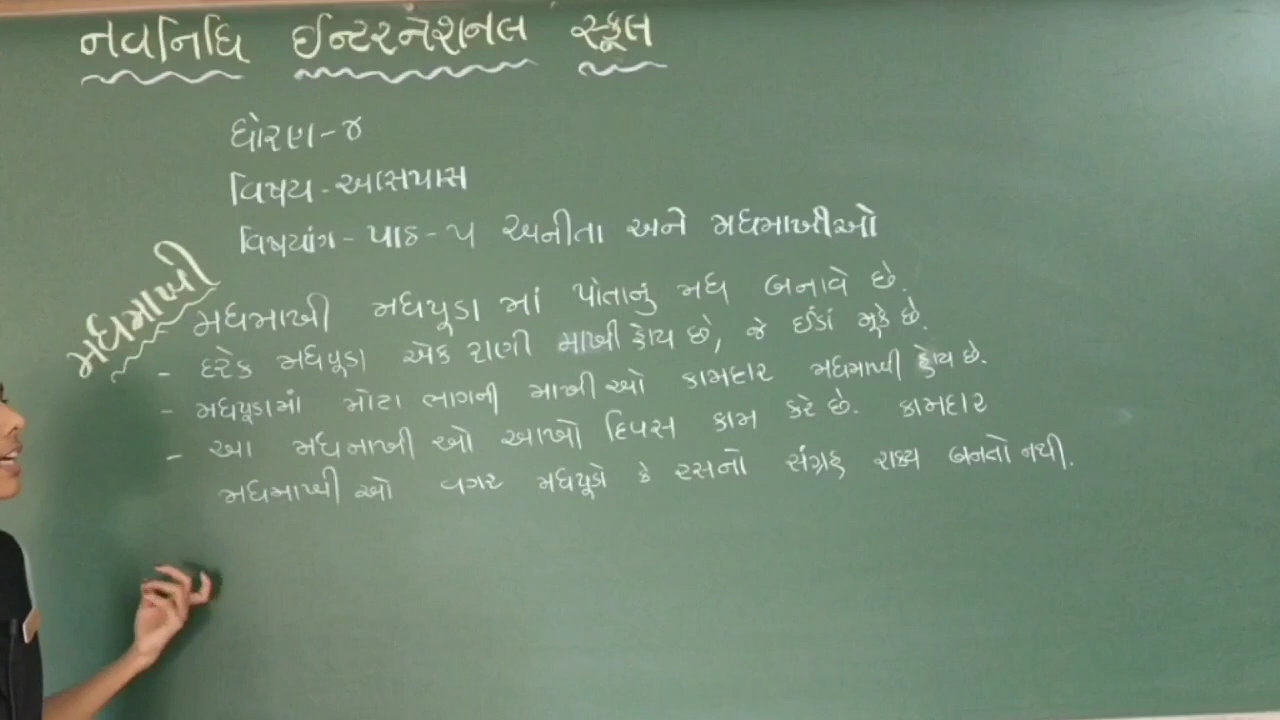 નવનિધિ ઈન્ટરનેશનલ સ્કૂલ
ધોરણ-૪
વિષય-આસપાસ
વિષયાંગ-પાઠ-૫ અનીતા અને મધમાખીઓ
મધમાખી
મધમાખી મધપૂડા માં પોતાનું મધ બનાવે છે.
- દરેક મધપૂડા એક રાણી માખી હોય છે, જે ઈંડાં મૂકે છે.
- મધપૂડામાં મોટા ભાગની માખીઓ કામદાર મધમાખી હોય છે.
- આ મધમાખી ઓ આખો દિવસ કામ કરે છે. કામદાર
મધમાખી ઓ વગર મધપૂડો કે રસનો સંગ્રહ શક્ય બનતો નથી.